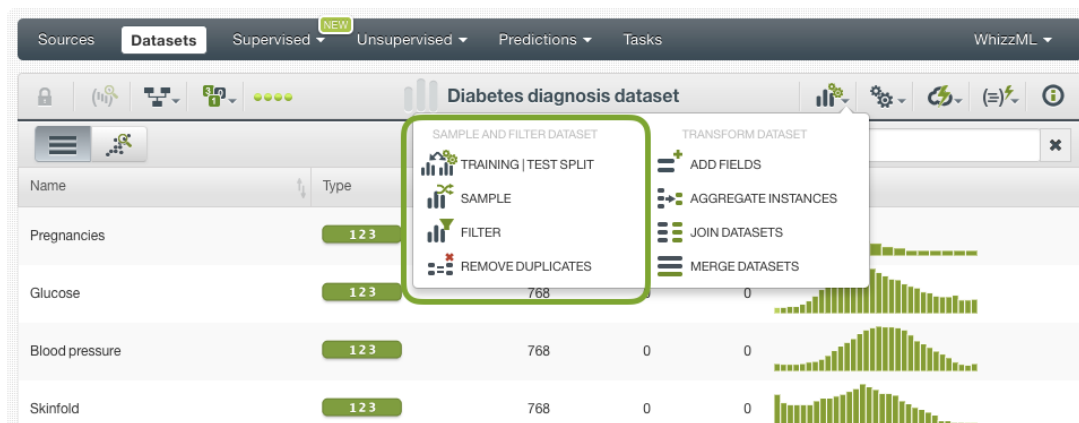 NEW
Sources Datasets Supervised Unsupervised Predictions Tasks WhizzML
Diabetes diagnosis dataset
SAMPLE AND FILTER DATASET TRANSFORM DATASET
TRAINING | TEST SPLIT ADD FIELDS
Name Type
SAMPLE AGGREGATE INSTANCES
Pregnancies 123 FILTER JOIN DATASETS
REMOVE DUPLICATES MERGE DATASETS
Glucose 123 768 0 0
Blood pressure 123 768 0 0
Skinfold 123 768 0 0